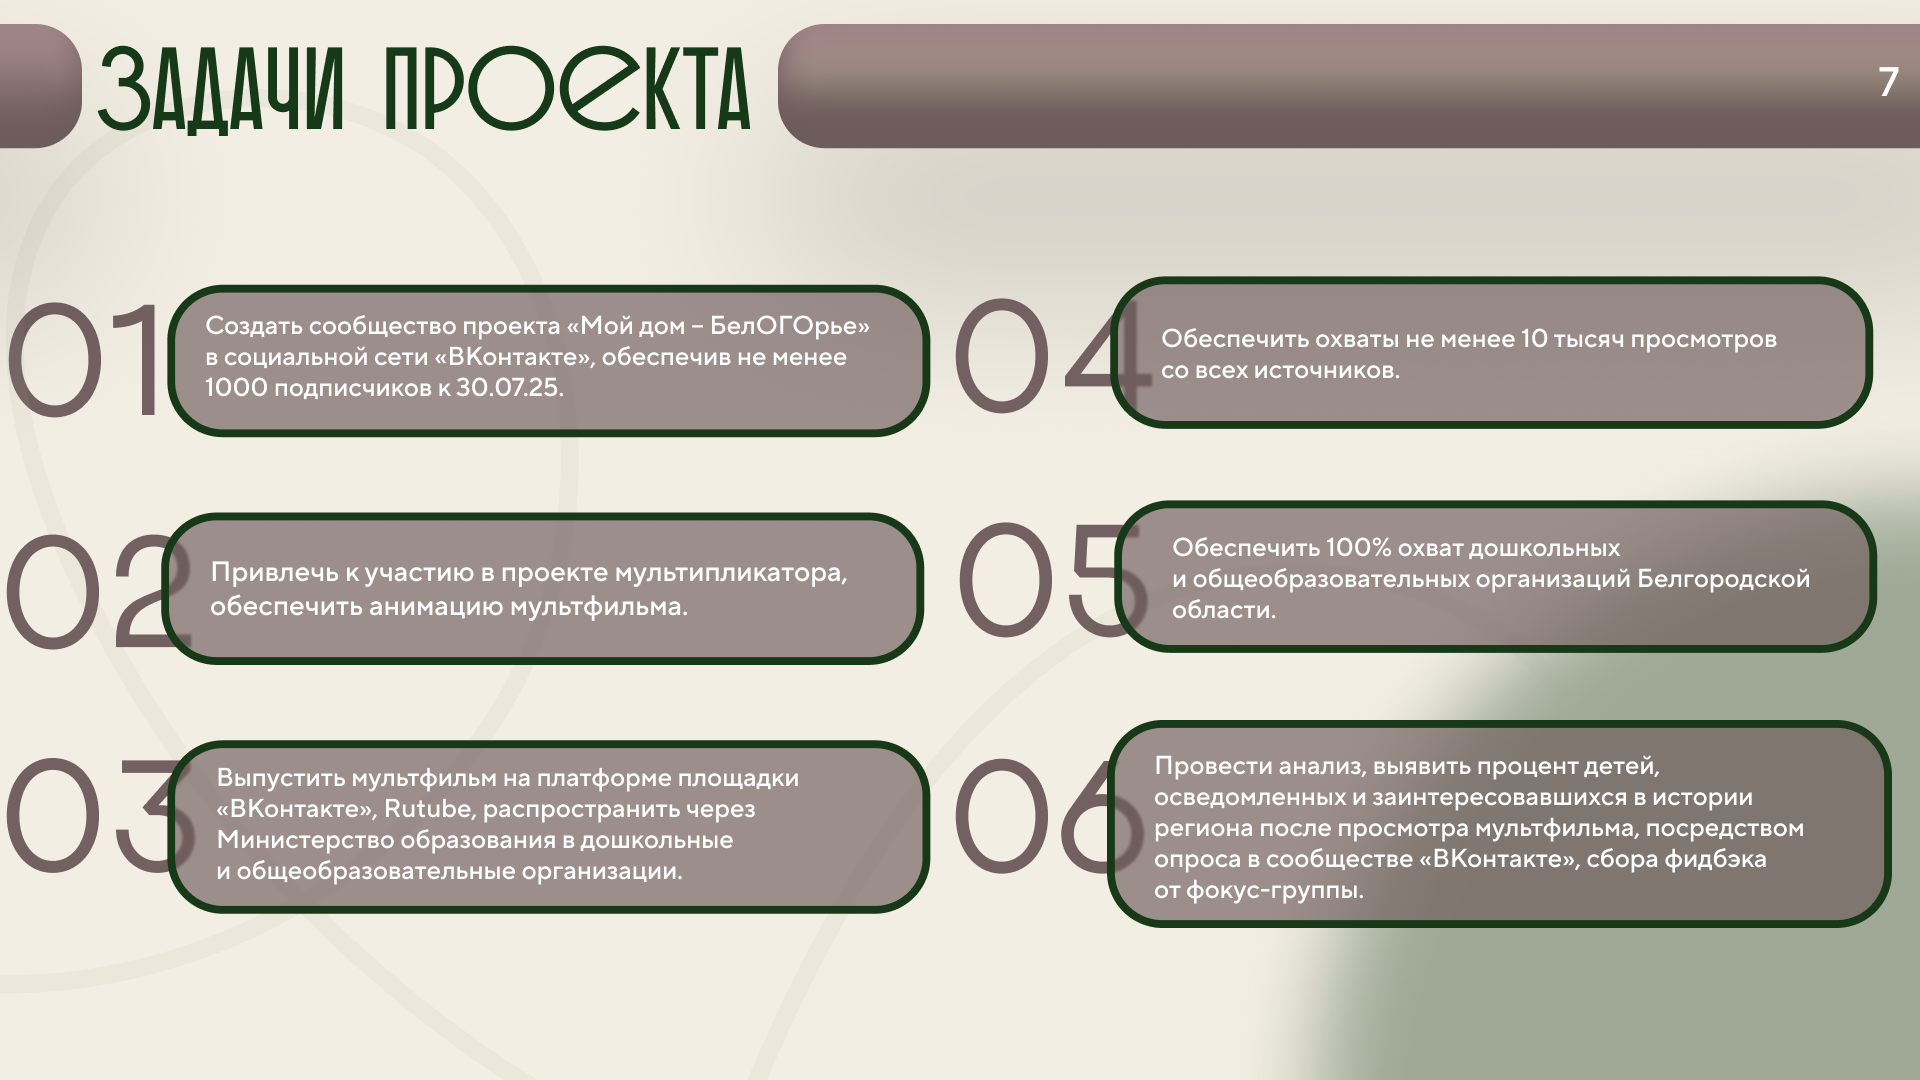 ЗАДАЧИ ПРОЕКТА
7
01
Создать сообщество проекта «Мой дом – БелОГОрье»
в социальной сети «ВКонтакте», обеспечив не менее
1000 подписчиков к 30.07.25.
02
Привлечь к участию в проекте мультипликатора,
обеспечить анимацию мультфильма.
03
Выпустить мультфильм на платформе площадки
«ВКонтакте», Rutube, распространить через
Министерство образования в дошкольные
и общеобразовательные организации.
04
Обеспечить охваты не менее 10 тысяч просмотров
со всех источников.
05
Обеспечить 100% охват дошкольных
и общеобразовательных организаций Белгородской
области.
06
Провести анализ, выявить процент детей,
осведомленных и заинтересовавшихся в истории
региона после просмотра мультфильма, посредством
опроса в сообществе «ВКонтакте», сбора фидбэка
от фокус-группы.